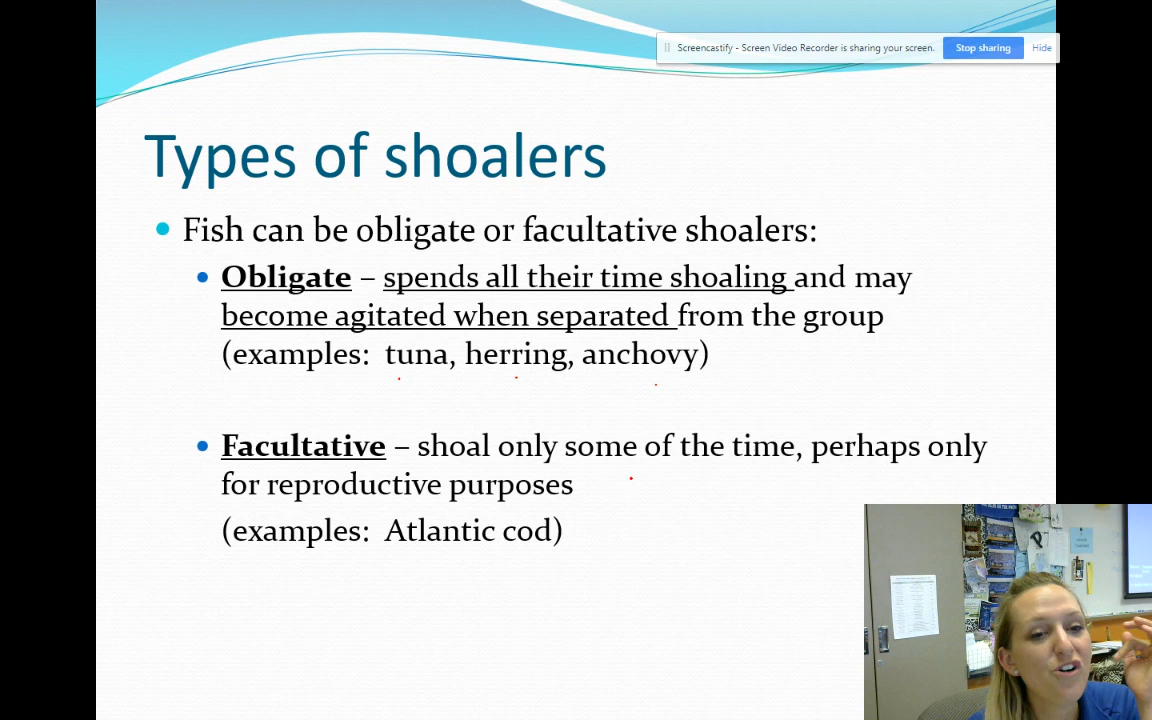 Screencastify - Screen Video Recorder is sharing your screen.
Stop sharing
Hide
Types of shoalers
Fish can be obligate or facultative shoalers:
Obligate – spends all their time shoaling and may
become agitated when separated from the group
(examples: tuna, herring, anchovy)
Facultative – shoal only some of the time, perhaps only
for reproductive purposes
(examples: Atlantic cod)